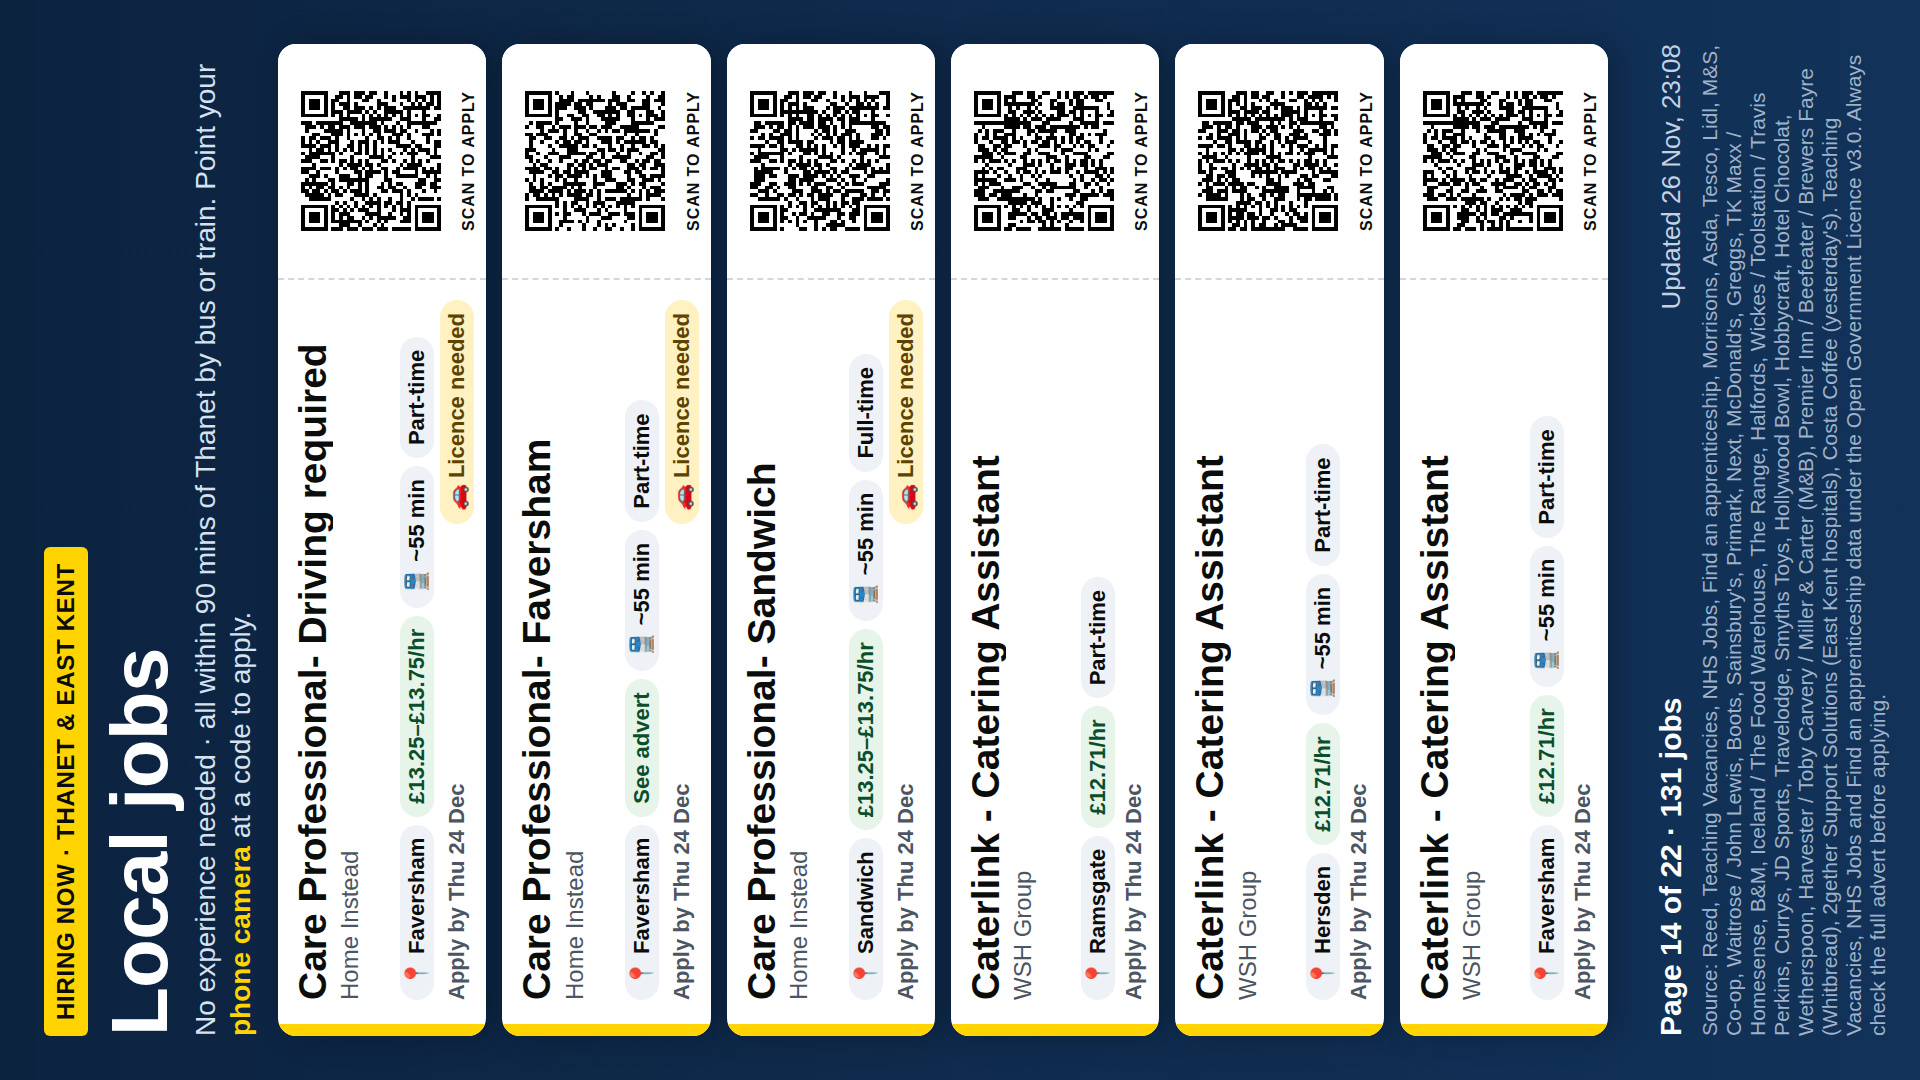 HIRING NOW · THANET & EAST KENT
Local jobs
No experience needed · all within 90 mins of Thanet by bus or train. Point your
phone camera at a code to apply.
Care Professional- Driving required
Home Instead
📍 Faversham £13.25–£13.75/hr 🚆 ~55 min Part-time
Apply by Thu 24 Dec 🚗 Licence needed
SCAN TO APPLY
Care Professional- Faversham
Home Instead
📍 Faversham See advert 🚆 ~55 min Part-time
Apply by Thu 24 Dec 🚗 Licence needed
SCAN TO APPLY
Care Professional- Sandwich
Home Instead
📍 Sandwich £13.25–£13.75/hr 🚆 ~55 min Full-time
Apply by Thu 24 Dec 🚗 Licence needed
SCAN TO APPLY
Caterlink - Catering Assistant
WSH Group
📍 Ramsgate £12.71/hr Part-time
Apply by Thu 24 Dec
SCAN TO APPLY
Caterlink - Catering Assistant
WSH Group
📍 Hersden £12.71/hr 🚆 ~55 min Part-time
Apply by Thu 24 Dec
SCAN TO APPLY
Caterlink - Catering Assistant
WSH Group
📍 Faversham £12.71/hr 🚆 ~55 min Part-time
Apply by Thu 24 Dec
SCAN TO APPLY
Page 14 of 22 · 131 jobs Updated 26 Nov, 23:08
Source: Reed, Teaching Vacancies, NHS Jobs, Find an apprenticeship, Morrisons, Asda, Tesco, Lidl, M&S,
Co-op, Waitrose / John Lewis, Boots, Sainsbury's, Primark, Next, McDonald's, Greggs, TK Maxx /
Homesense, B&M, Iceland / The Food Warehouse, The Range, Halfords, Wickes / Toolstation / Travis
Perkins, Currys, JD Sports, Travelodge, Smyths Toys, Hollywood Bowl, Hobbycraft, Hotel Chocolat,
Wetherspoon, Harvester / Toby Carvery / Miller & Carter (M&B), Premier Inn / Beefeater / Brewers Fayre
(Whitbread), 2gether Support Solutions (East Kent hospitals), Costa Coffee (yesterday's). Teaching
Vacancies, NHS Jobs and Find an apprenticeship data under the Open Government Licence v3.0. Always
check the full advert before applying.